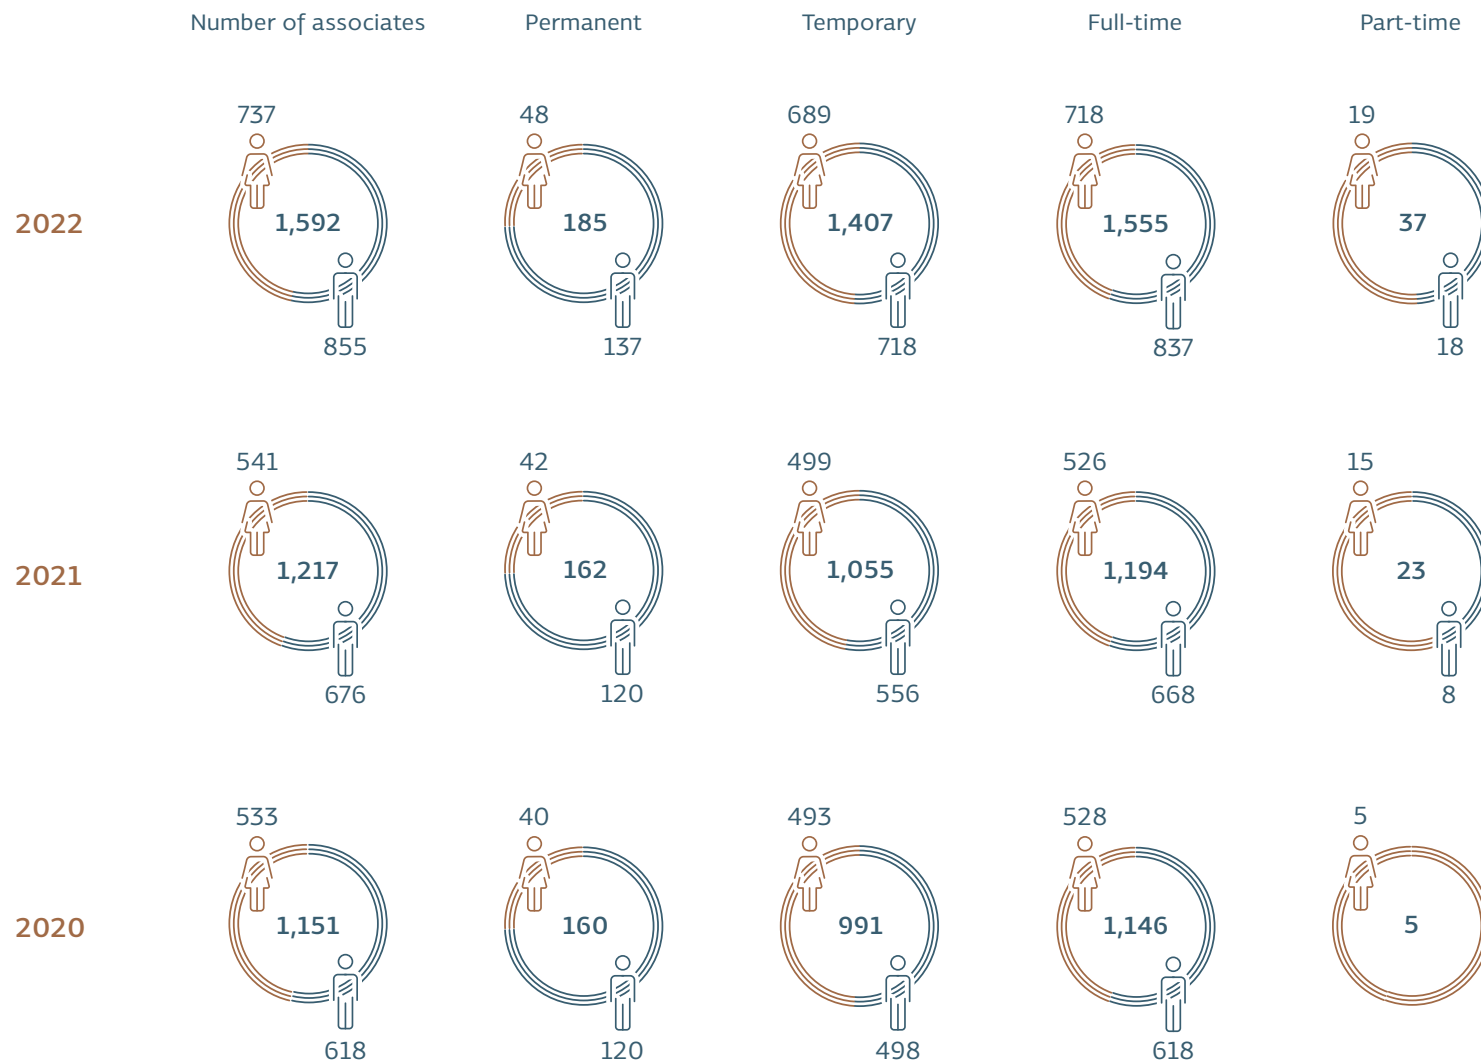 Number of associates Permanent Temporary Full-time Part-time
737 48 689 718 19
2022 1,592 185 1,407 1,555 37
855 137 718 837 18
541 42 499 526 15
2021 1,217 162 1,055 1,194 23
676 120 556 668 8
533 40 493 528 5
2020 1,151 160 991 1,146 5
618 120 498 618